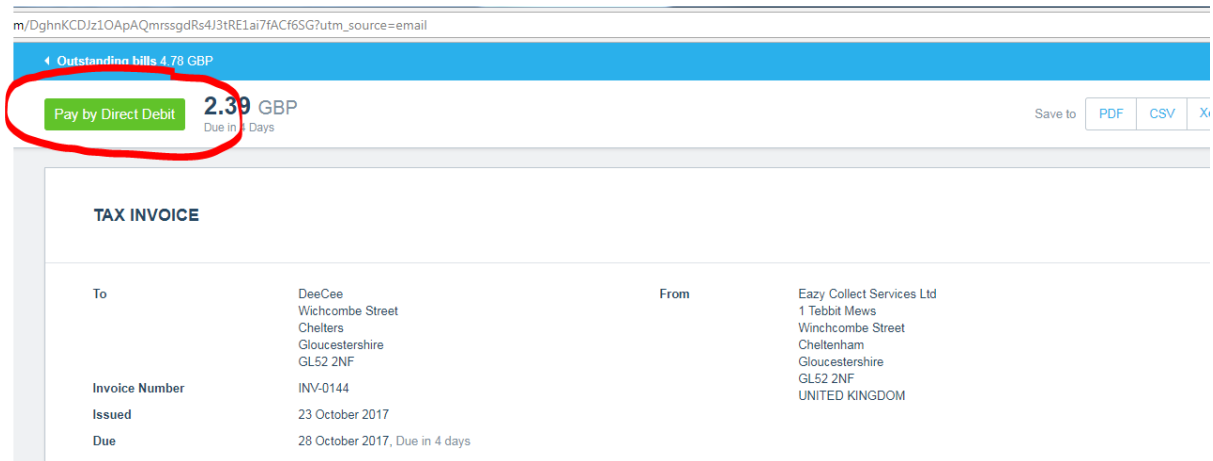 m/DghnKCDJz1OApAQmrssgdRs4J3tRE1ai7fACf6SG?utm_source=email
Outstanding bills 4.78 GBP
Pay by Direct Debit
2.39 GBP
Due in 4 Days
Save to PDF CSV
TAX INVOICE
To DeeCee From Eazy Collect Services Ltd
Wichcombe Street 1 Tebbit Mews
Chelters Winchcombe Street
Gloucestershire Cheltenham
GL52 2NF Gloucestershire
Invoice Number INV-0144 GL52 2NF
UNITED KINGDOM
Issued 23 October 2017
Due 28 October 2017, Due in 4 days